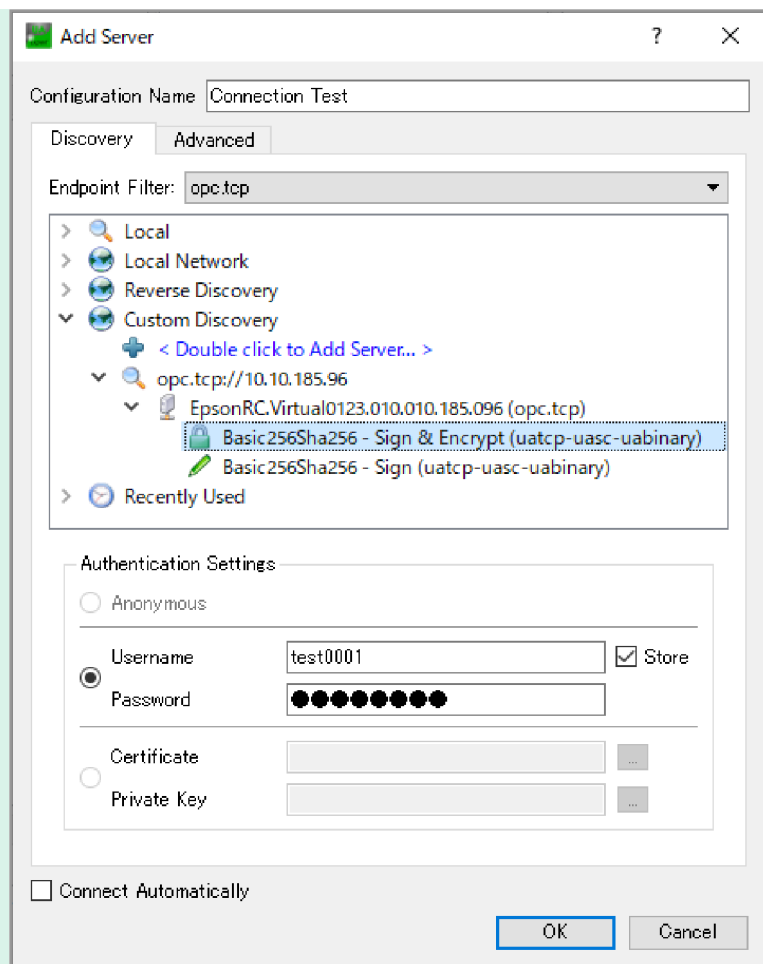 Add Server
Configuration Name Connection Test
Discovery Advanced
Endpoint Filter: opc.tcp
Local
Local Network
Reverse Discovery
Custom Discovery
< Double click to Add Server... >
opc.tcp://10.10.185.96
EpsonRC.Virtual0123.010.010.185.096 (opc.tcp)
Basic256Sha256 - Sign & Encrypt (uatcp-uasc-uabinary)
Basic256Sha256 - Sign (uatcp-uasc-uabinary)
Recently Used
Authentication Settings
Anonymous
Username test0001 Store
Password ●●●●●●●●
Certificate ...
Private Key ...
Connect Automatically
OK Cancel